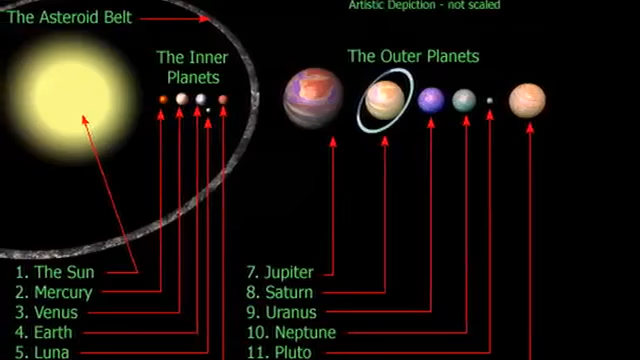 Artistic Depiction - not scaled
The Asteroid Belt
The Inner
Planets
The Outer Planets
1. The Sun
2. Mercury
3. Venus
4. Earth
5. Luna
7. Jupiter
8. Saturn
9. Uranus
10. Neptune
11. Pluto